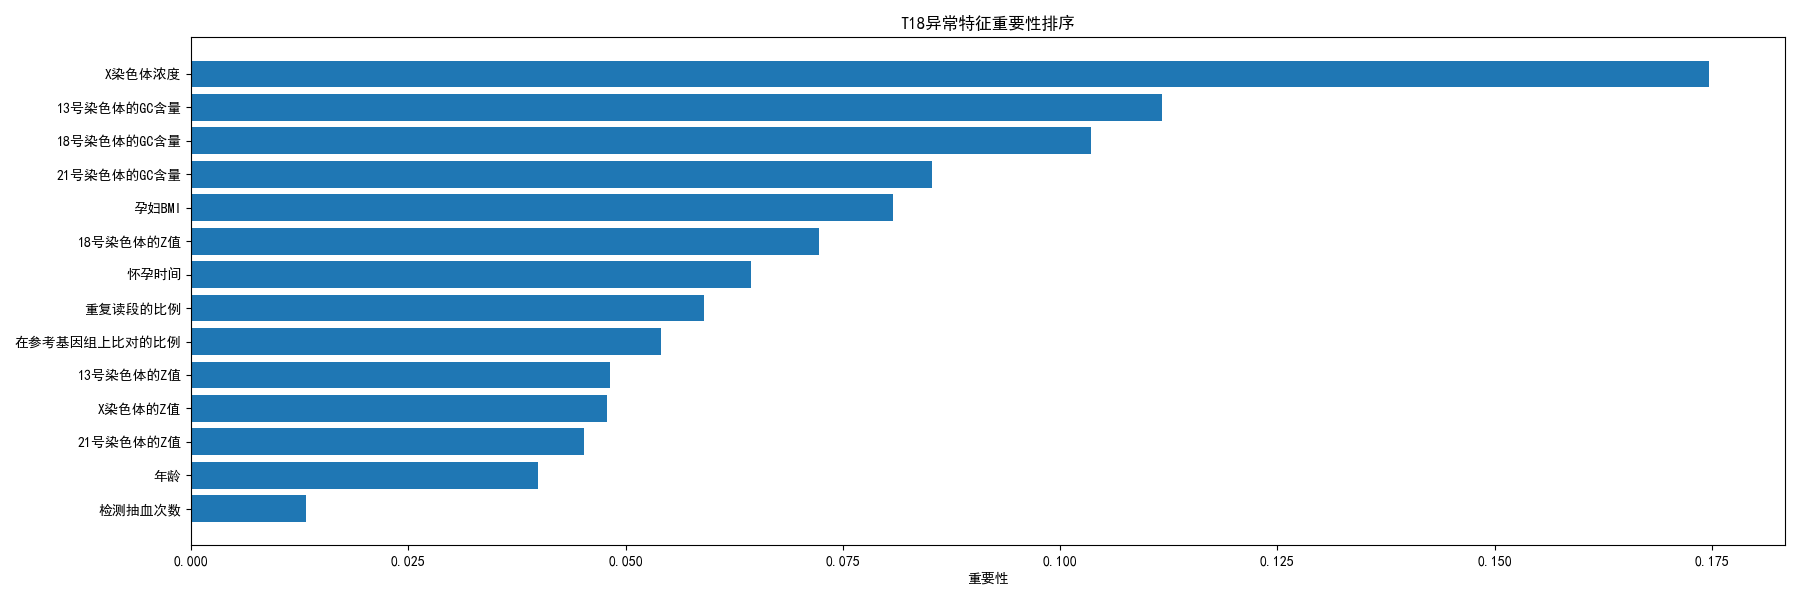 T18异常特征重要性排序
X染色体浓度
13号染色体的GC含量
18号染色体的GC含量
21号染色体的GC含量
孕妇BMI
18号染色体的Z值
怀孕时间
重复读段的比例
在参考基因组上比对的比例
13号染色体的Z值
X染色体的Z值
21号染色体的Z值
年龄
检测抽血次数
0.000 0.025 0.050 0.075 0.100 0.125 0.150 0.175
重要性